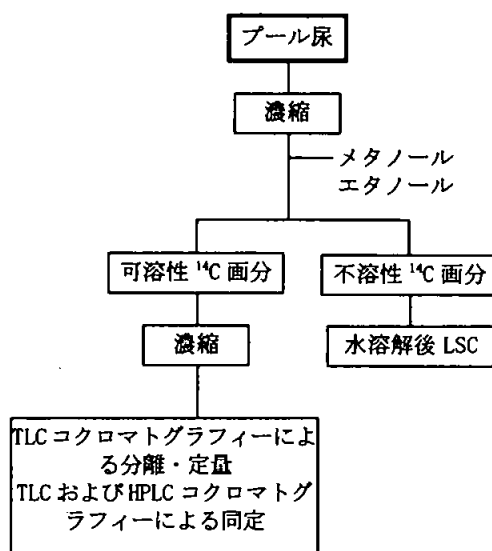 プール尿
濃縮
メタノール
エタノール
可溶性 ¹⁴C 画分
不溶性 ¹⁴C 画分
濃縮
水溶解後 LSC
TLC コクロマトグラフィーによ
る分離・定量
TLC および HPLC コクロマトグ
ラフィーによる同定